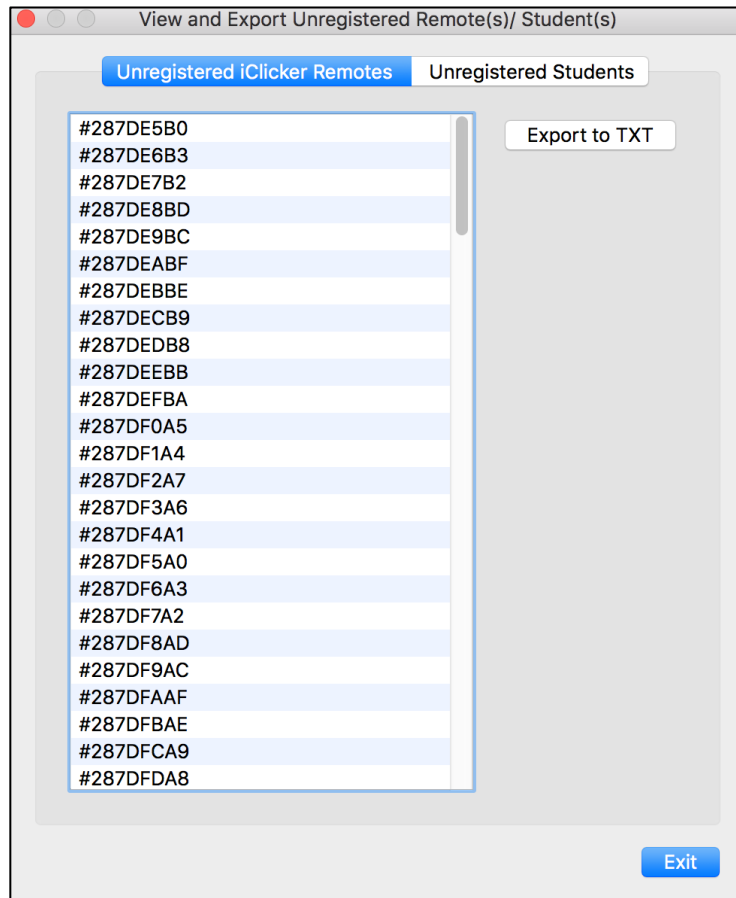 View and Export Unregistered Remote(s)/ Student(s)
Unregistered iClicker Remotes Unregistered Students
#287DE5B0
Export to TXT
#287DE6B3
#287DE7B2
#287DE8BD
#287DE9BC
#287DEABF
#287DEBBE
#287DECB9
#287DEDB8
#287DEEBB
#287DEFBA
#287DF0A5
#287DF1A4
#287DF2A7
#287DF3A6
#287DF4A1
#287DF5A0
#287DF6A3
#287DF7A2
#287DF8AD
#287DF9AC
#287DFAAF
#287DFBAE
#287DFCA9
#287DFDA8
Exit